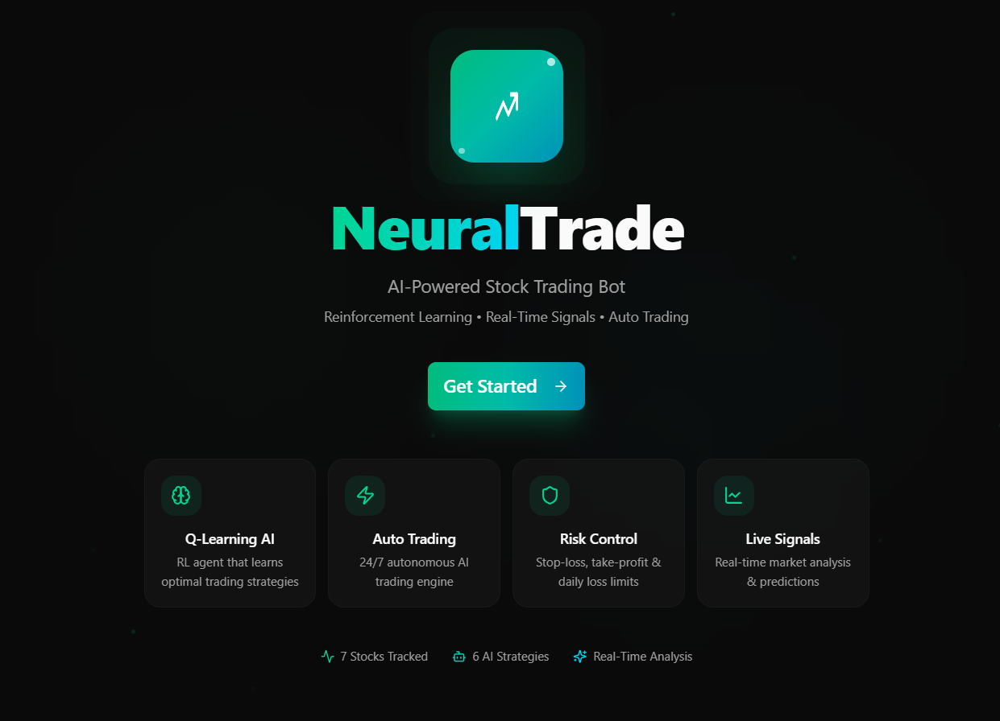 NeuralTrade
AI-Powered Stock Trading Bot
Reinforcement Learning • Real-Time Signals • Auto Trading
Get Started
Q-Learning AI
RL agent that learns
optimal trading strategies
Auto Trading
24/7 autonomous AI
trading engine
Risk Control
Stop-loss, take-profit &
daily loss limits
Live Signals
Real-time market analysis
& predictions
7 Stocks Tracked
6 AI Strategies
Real-Time Analysis